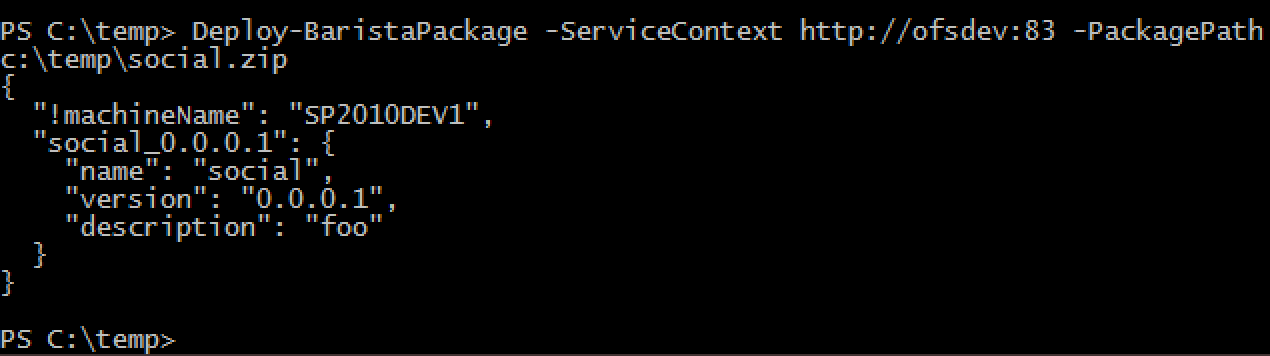 PS C:\temp> Deploy-BaristaPackage -ServiceContext http://ofsdev:83 -PackagePath
c:\temp\social.zip
{
  "!machineName": "SP2010DEV1",
  "social_0.0.0.1": {
    "name": "social",
    "version": "0.0.0.1",
    "description": "foo"
  }
}
PS C:\temp>